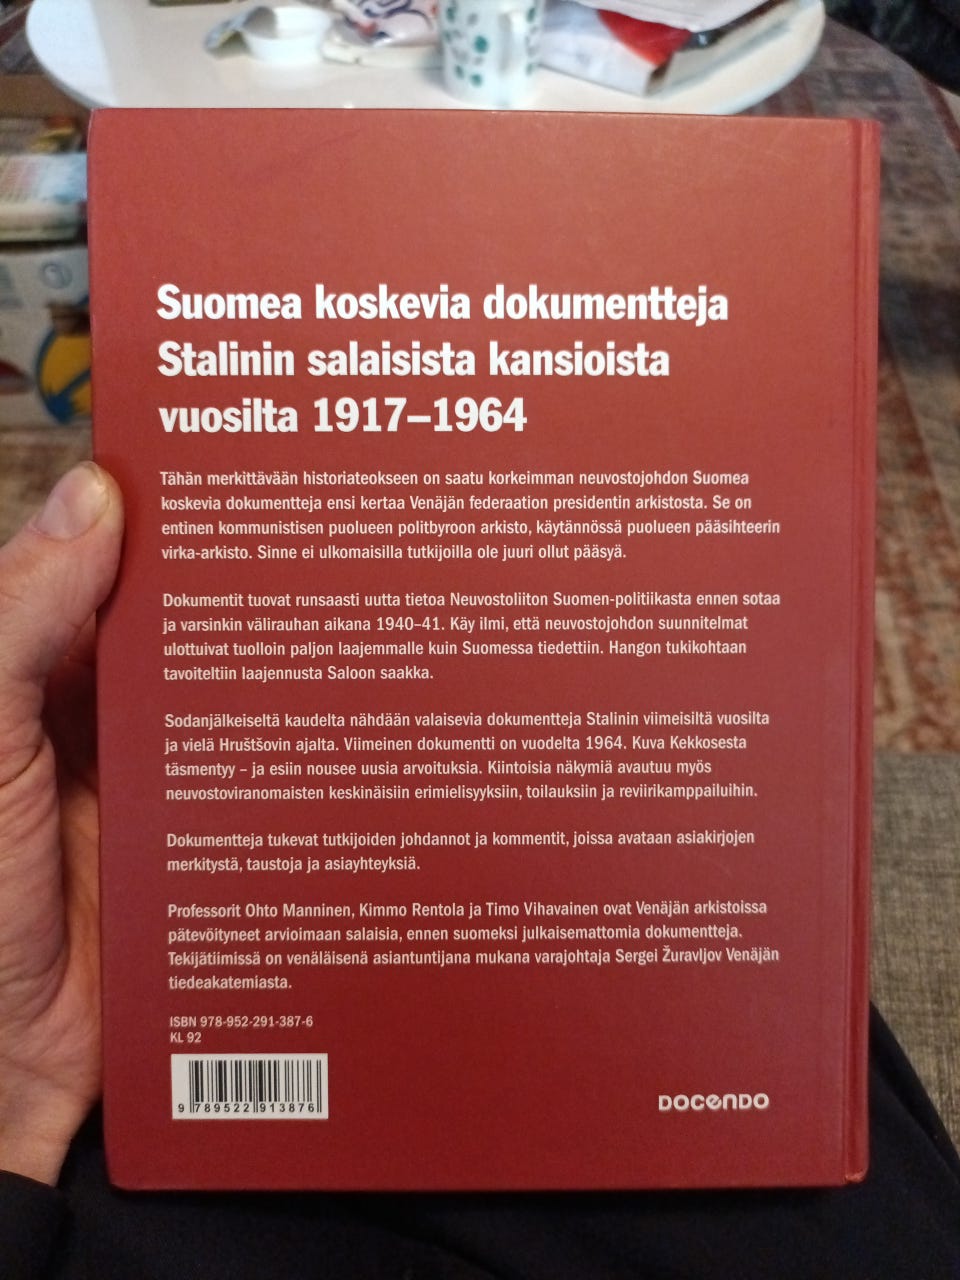 Suomea koskevia dokumentteja
Stalinin salaisista kansioista
vuosilta 1917–1964
Tähän merkittävään historiateokseen on saatu korkeimman neuvostojohdon Suomea
koskevia dokumentteja ensi kertaa Venäjän federaation presidentin arkistosta. Se on
entinen kommunistisen puolueen politbyroon arkisto, käytännössä puolueen pääsihteerin
virka-arkisto. Sinne ei ulkomaisilla tutkijoilla ole juuri ollut pääsyä.
Dokumentit tuovat runsaasti uutta tietoa Neuvostoliiton Suomen-politiikasta ennen sotaa
ja varsinkin välirauhan aikana 1940–41. Käy ilmi, että neuvostojohdon suunnitelmat
ulottuivat tuolloin paljon laajemmalle kuin Suomessa tiedettiin. Hangon tukikohtaan
tavoiteltiin laajennusta Saloon saakka.
Sodanjälkeiseltä kaudelta nähdään valaisevia dokumentteja Stalinin viimeisiltä vuosilta
ja vielä Hruštšovin ajalta. Viimeinen dokumentti on vuodelta 1964. Kuva Kekkosesta
täsmentyy – ja esiin nousee uusia arvoituksia. Kiintoisia näkymiä avautuu myös
neuvostoviranomaisten keskinäisiin erimielisyyksiin, toilauksiin ja reviirikamppailuihin.
Dokumentteja tukevat tutkijoiden johdannot ja kommentit, joissa avataan asiakirjojen
merkitystä, taustoja ja asiayhteyksiä.
Professorit Ohto Manninen, Kimmo Rentola ja Timo Vihavainen ovat Venäjän arkistoissa
pätevöityneet arvioimaan salaisia, ennen suomeksi julkaisemattomia dokumentteja.
Tekijätiimissä on venäläisenä asiantuntijana mukana varajohtaja Sergei Žuravljov Venäjän
tiedeakatemiasta.
ISBN 978-952-291-387-6
KL 92
9 789522 913876
DOCENDO